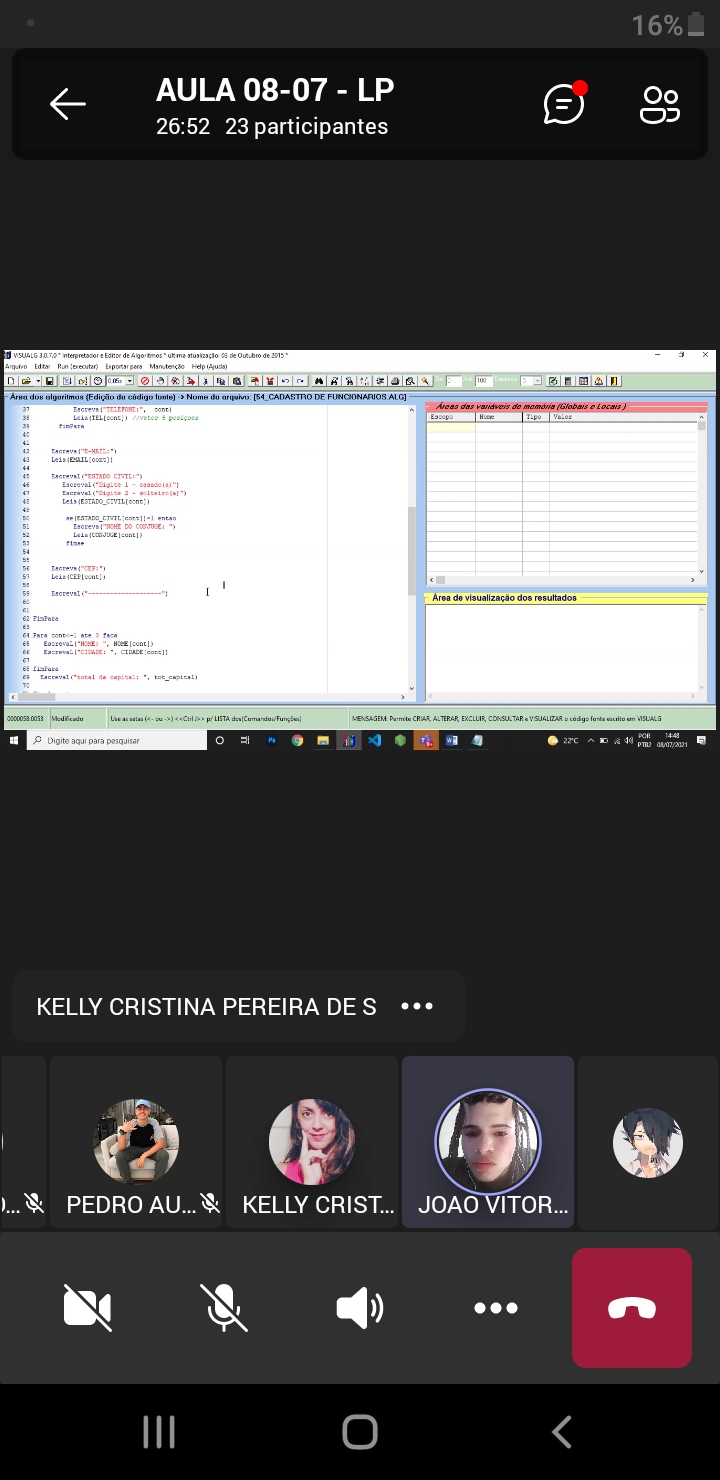 16%
AULA 08-07 - LP
26:52 23 participantes
VISUALG 3.0.7.0 * Interpretador e Editor de Algoritmos * última atualização: 03 de Outubro de 2015 *
Arquivo Editar Run (executar) Exportar para Manutenção Help (Ajuda)
0,05s
100
Área dos algoritmos (Edição do código fonte) -> Nome do arquivo: [54_CADASTRO DE FUNCIONARIOS.ALG]
Áreas das variáveis de memória (Globais e Locais )
Escopo Nome Tipo Valor
37 Escreva("TELEFONE:", cont)
38 Leia(TEL[cont]) //vetor 5 posiçoes
39 fimPara
40
41
42 Escreva("E-MAIL:")
43 Leia(EMAIL[cont])
44
45 Escreval("ESTADO CIVIL:")
46 Escreval("Digite 1 - casado(a)")
47 Escreval("Digite 2 - solteiro(a)")
48 Leia(ESTADO_CIVIL[cont])
49
50 se(ESTADO_CIVIL[cont])=1 entao
51 Escreva("NOME DO CONJUGE: ")
52 Leia(CONJUGE[cont])
53 fimse
54
55
56 Escreva("CEP:")
57 Leia(CEP[cont])
58
59 Escreval("--------------------")
60
61
62 FimPara
63
64 Para cont<-1 ate 3 faca
65 Escreval("NOME: ", NOME[cont])
66 Escreval("CIDADE: ", CIDADE[cont])
67
68 fimPara
69 Escreval("total da capital: ", tot_capital)
70
Área de visualização dos resultados
0000058:0053 Modificado Use as setas (<- ou ->) <<Ctrl J>> p/ LISTA dos(Comandos/Funções) MENSAGEM: Permite CRIAR, ALTERAR, EXCLUIR, CONSULTAR e VISUALIZAR o código fonte escrito em VISUALG
Digite aqui para pesquisar
22°C
POR
PTB2
14:48
08/07/2021
KELLY CRISTINA PEREIRA DE S
PEDRO AU... KELLY CRIST... JOAO VITOR...